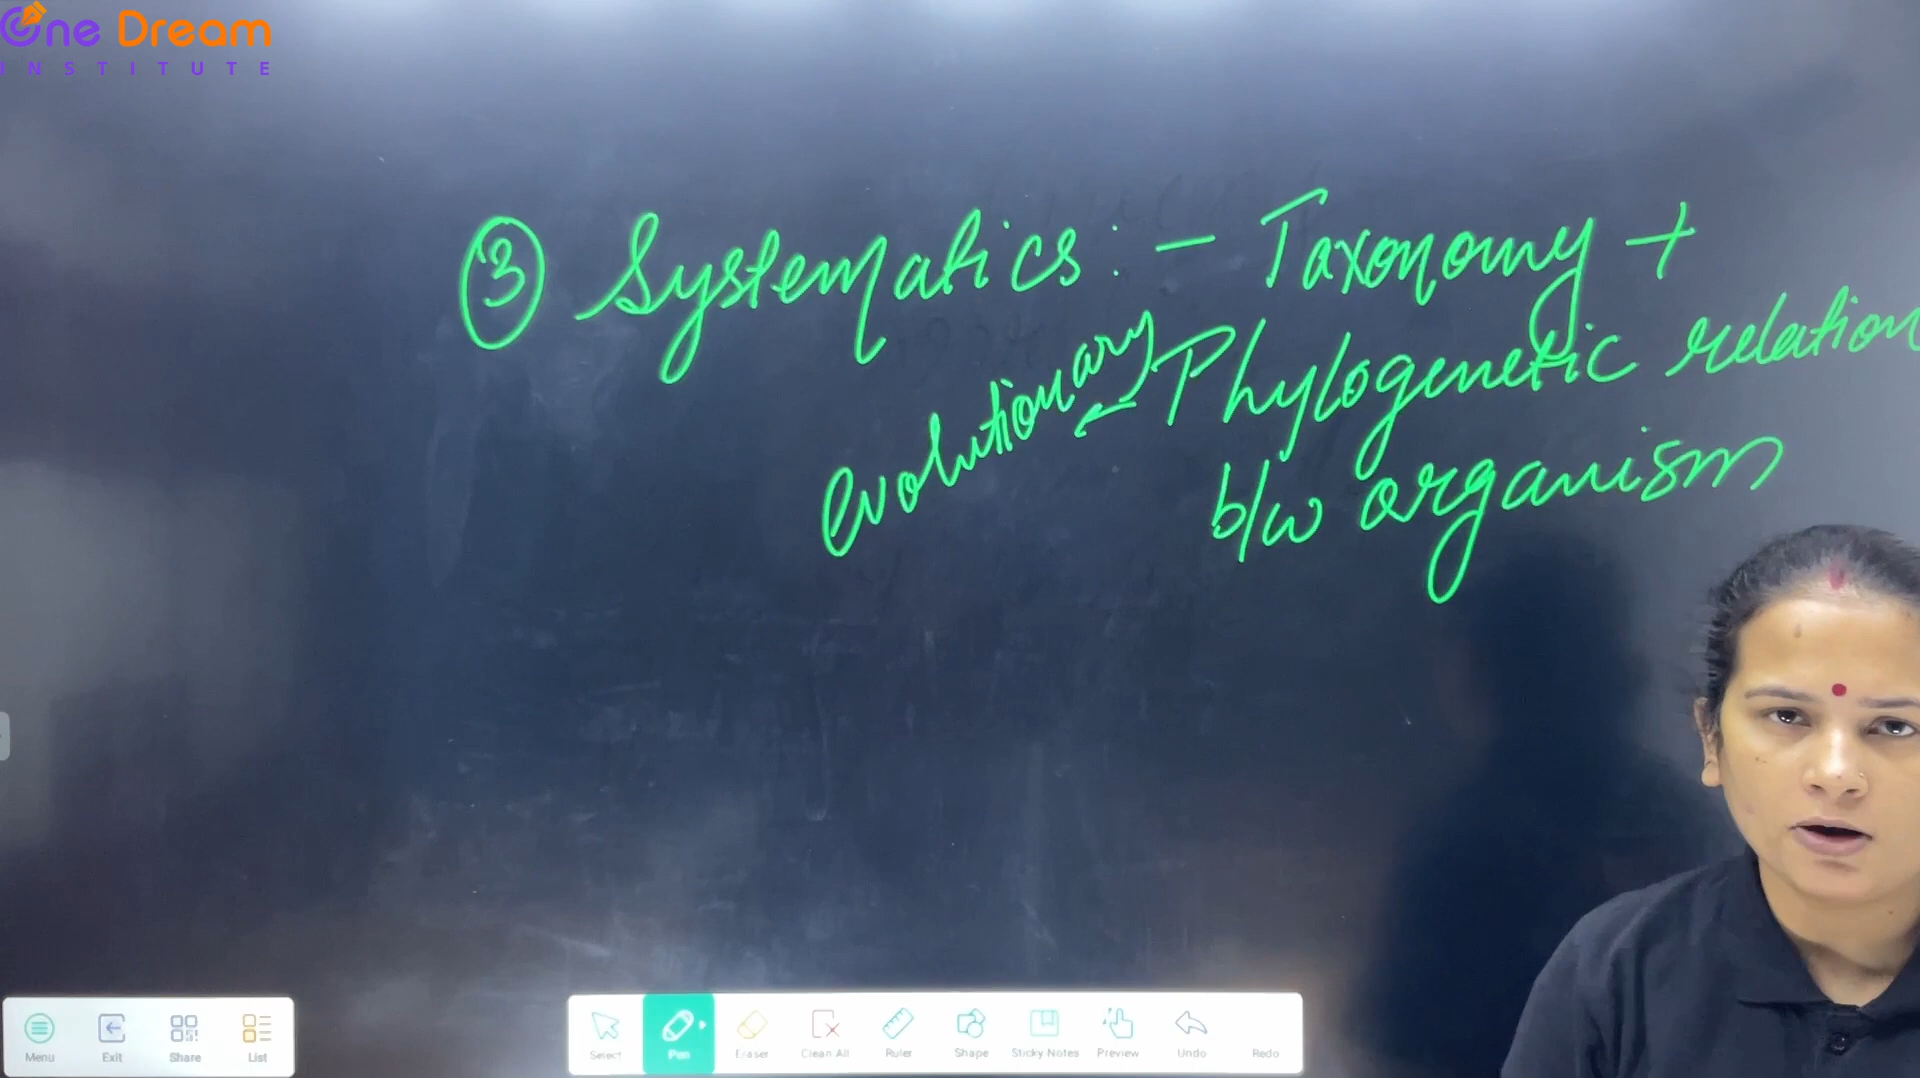 One Dream
INSTITUTE
③ Systematics :- Taxonomy +
evolutionary ← Phylogenetic relation
b/w organism
Menu Exit Share List
Select Pen Eraser Clean All Ruler Shape Sticky Notes Preview Undo Redo